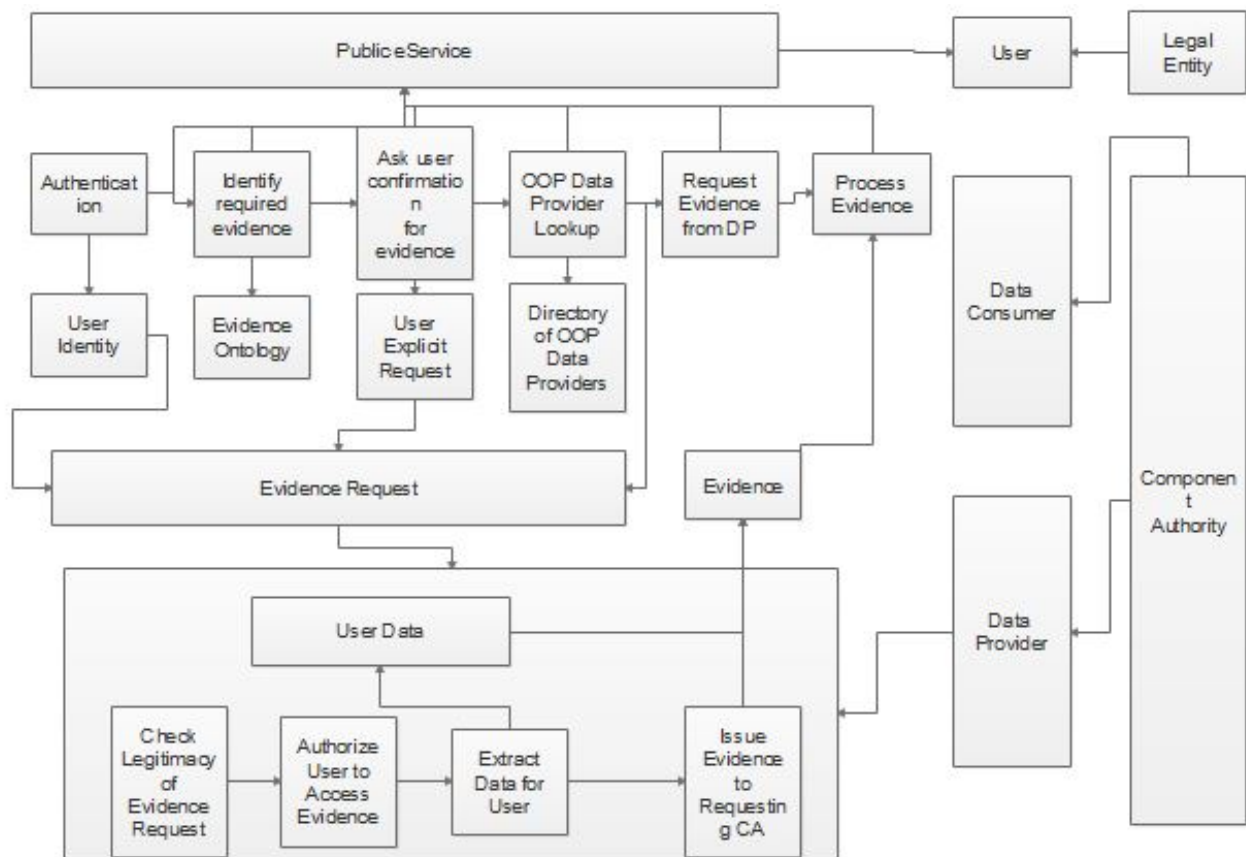 Public eService
User
Legal
Entity
Authenticat
ion
Identify
required
evidence
Ask user
confirmatio
n
for
evidence
OOP Data
Provider
Lookup
Request
Evidence
from DP
Process
Evidence
User
Identity
Evidence
Ontology
User
Explicit
Request
Directory
of OOP
Data
Providers
Data
Consumer
Evidence Request
Evidence
Componen
t
Authority
Data
Provider
User Data
Check
Legitimacy
of
Evidence
Request
Authorize
User to
Access
Evidence
Extract
Data for
User
Issue
Evidence
to
Requestin
g CA